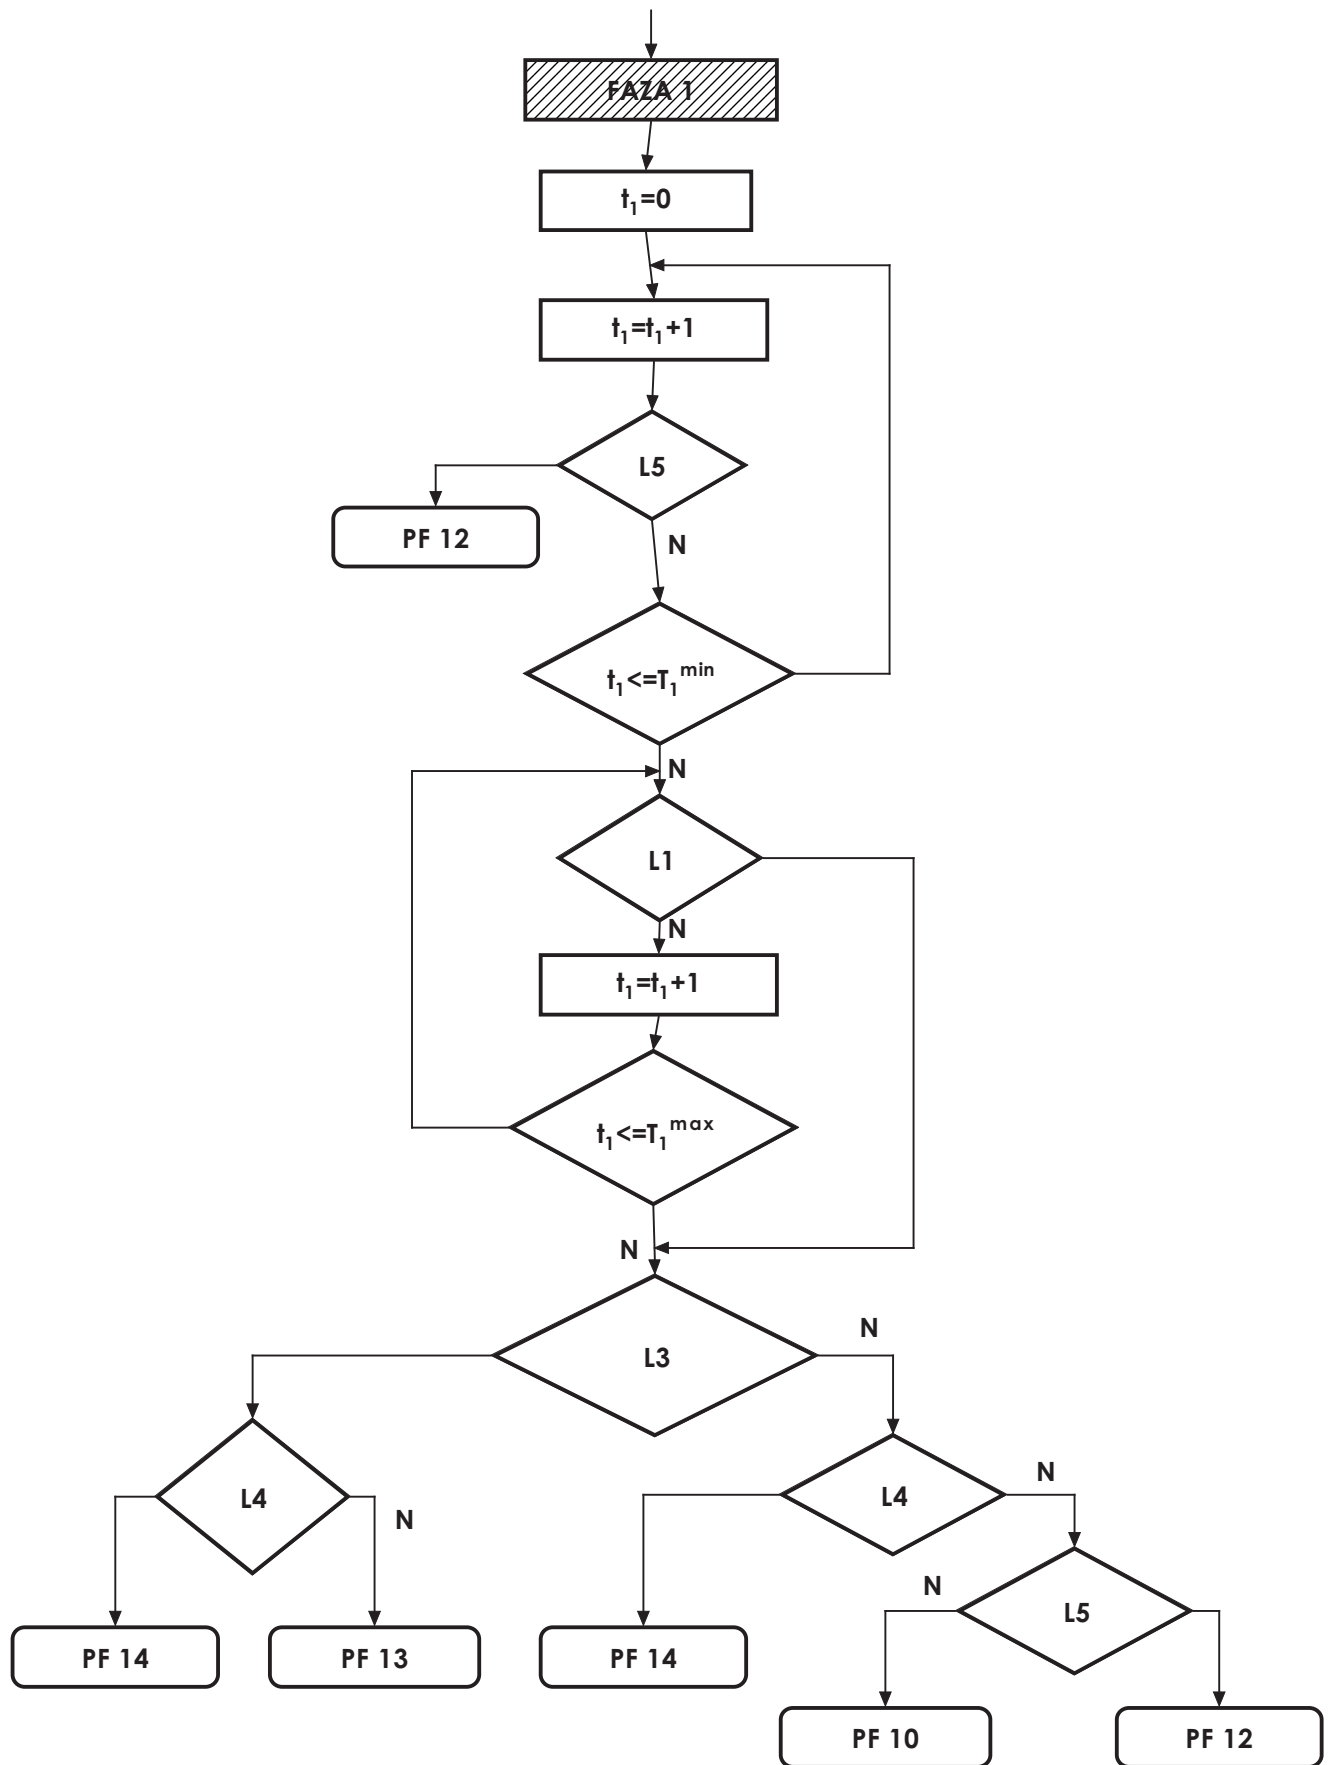 FAZA 1
t₁=0
t₁=t₁+1
L5
PF 12
N
t₁<=T₁ᵐⁱⁿ
N
L1
N
t₁=t₁+1
t₁<=T₁ᵐᵃˣ
N
L3
N
L4
N
L4
N
L5
N
PF 14
PF 13
PF 14
PF 10
PF 12